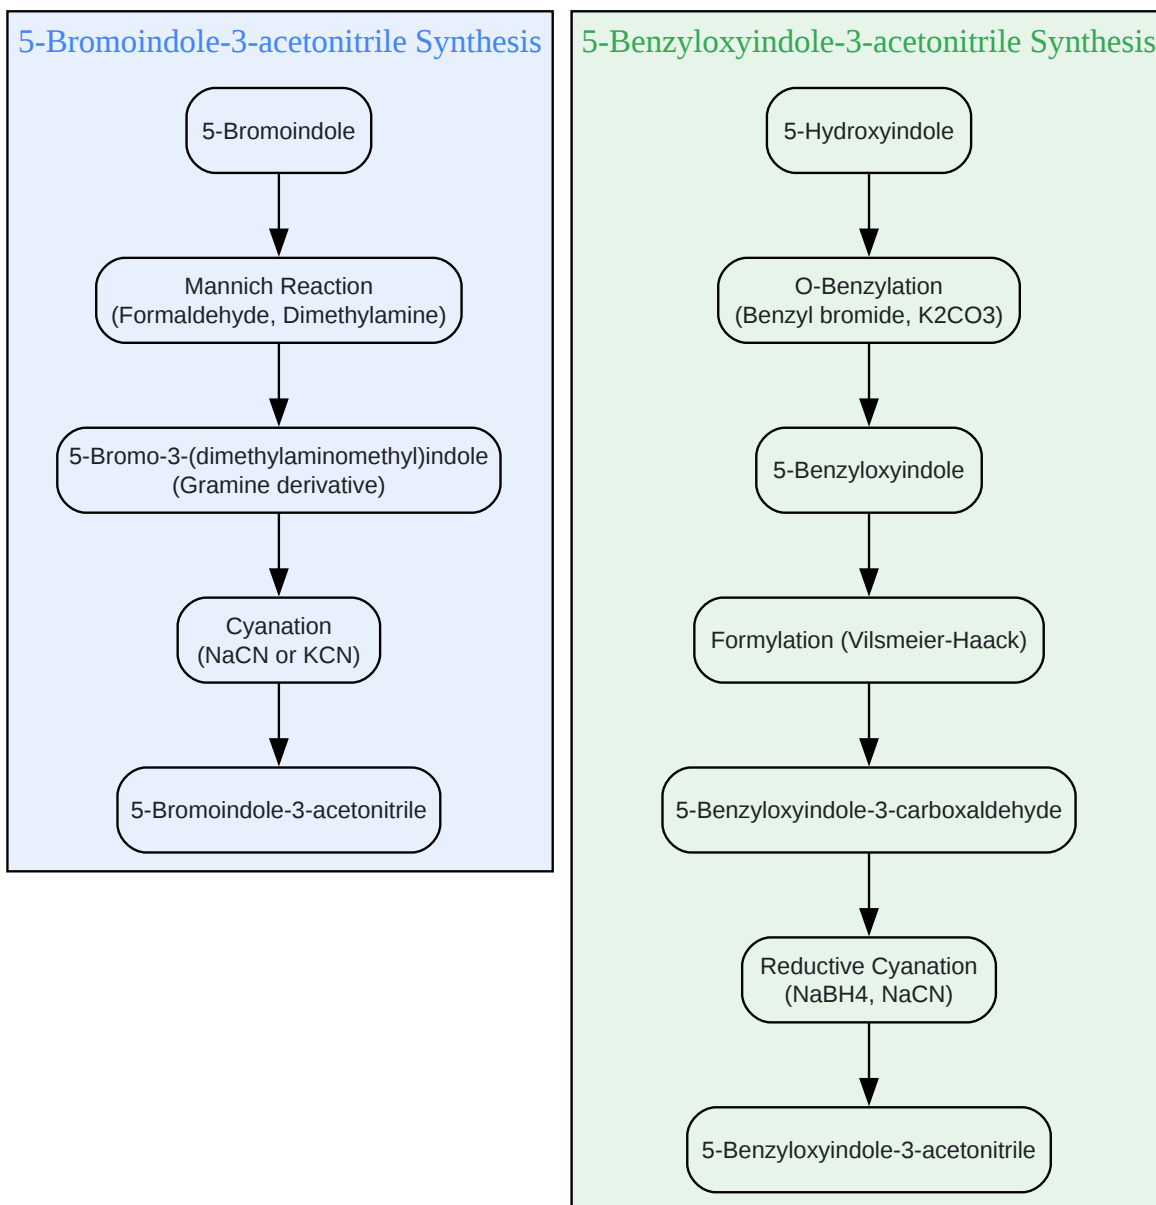 5-Bromoindole-3-acetonitrile Synthesis
5-Bromoindole
Mannich Reaction
(Formaldehyde, Dimethylamine)
5-Bromo-3-(dimethylaminomethyl)indole
(Gramine derivative)
Cyanation
(NaCN or KCN)
5-Bromoindole-3-acetonitrile
5-Benzyloxyindole-3-acetonitrile Synthesis
5-Hydroxyindole
O-Benzylation
(Benzyl bromide, K2CO3)
5-Benzyloxyindole
Formylation (Vilsmeier-Haack)
5-Benzyloxyindole-3-carboxaldehyde
Reductive Cyanation
(NaBH4, NaCN)
5-Benzyloxyindole-3-acetonitrile